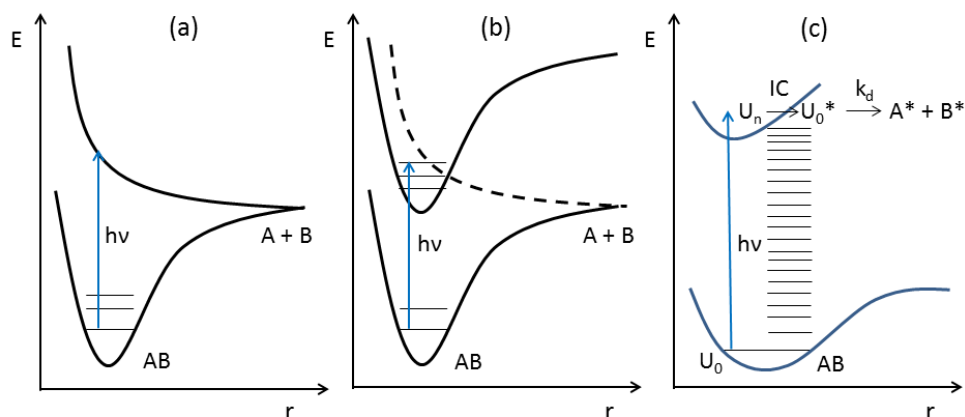 (a)
E
hν
A + B
AB
r
(b)
E
hν
A + B
AB
r
(c)
E
IC
k_d
U_n → U_0* → A* + B*
hν
U_0
AB
r